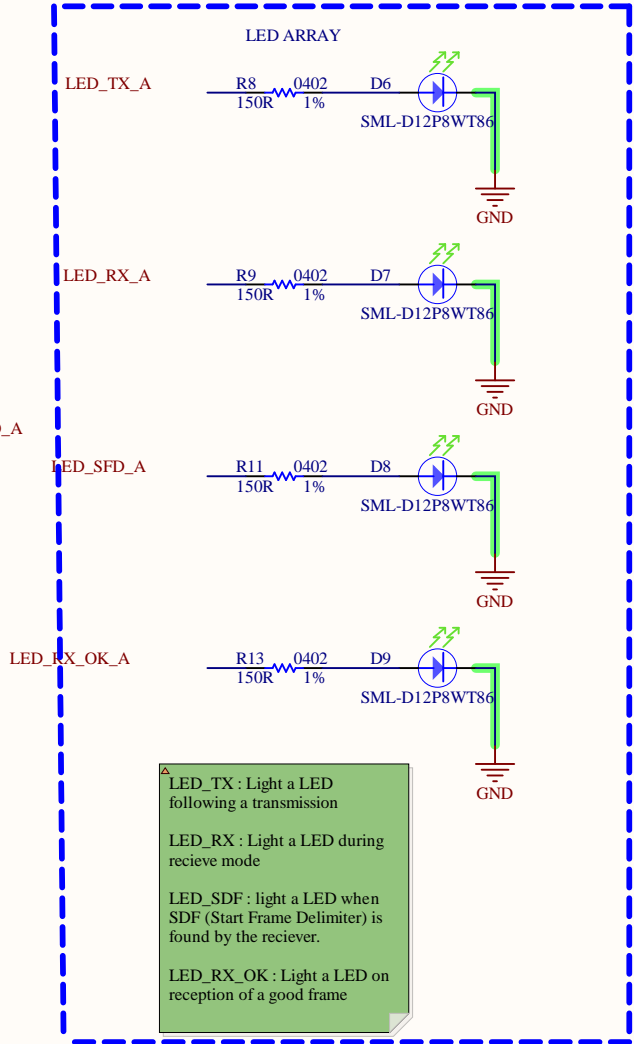 LED ARRAY
LED_TX_A
R8 0402 D6
150R 1%
SML-D12P8WT86
GND
LED_RX_A
R9 0402 D7
150R 1%
SML-D12P8WT86
GND
_A
LED_SFD_A
R11 0402 D8
150R 1%
SML-D12P8WT86
GND
LED_RX_OK_A
R13 0402 D9
150R 1%
SML-D12P8WT86
GND
LED_TX : Light a LED
following a transmission
LED_RX : Light a LED during
recieve mode
LED_SDF : light a LED when
SDF (Start Frame Delimiter) is
found by the reciever.
LED_RX_OK : Light a LED on
reception of a good frame